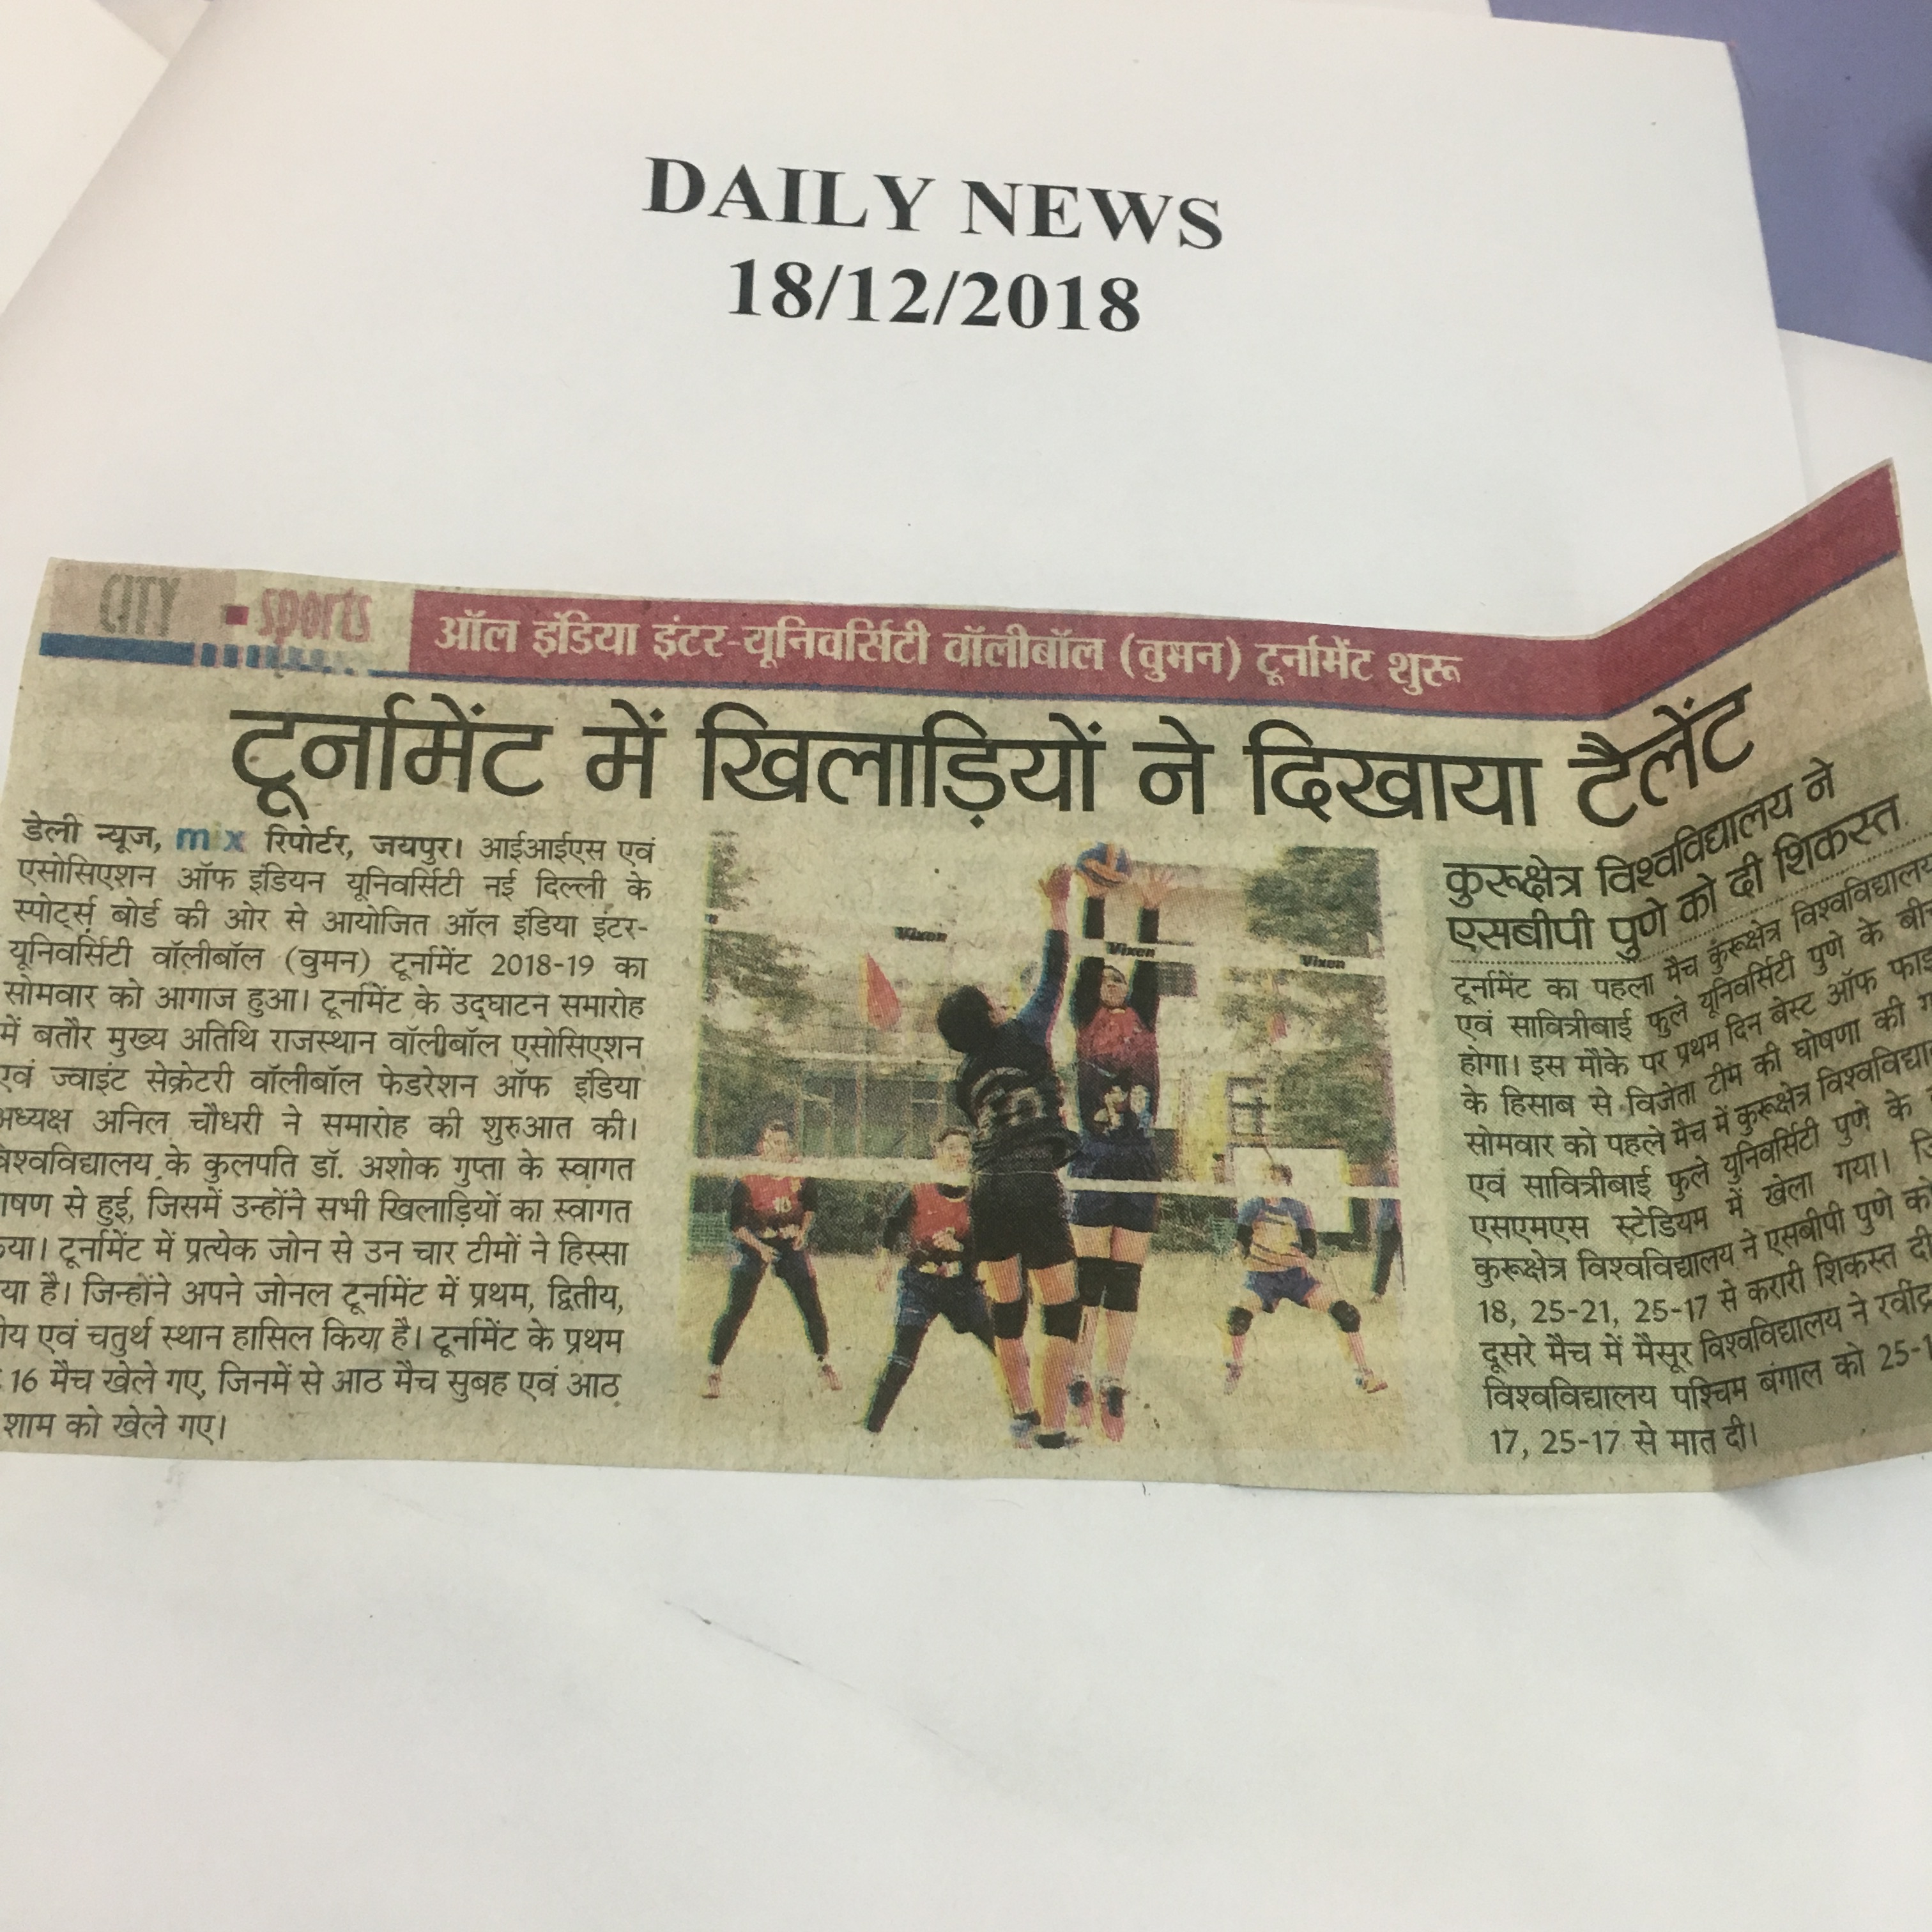 DAILY NEWS
18/12/2018
CITY sports
ऑल इंडिया इंटर-यूनिवर्सिटी वॉलीबॉल (वुमन) टूर्नामेंट शुरू
टूर्नामेंट में खिलाड़ियों ने दिखाया टैलेंट
डेली न्यूज, mix रिपोर्टर, जयपुर। आईआईएस एवं
एसोसिएशन ऑफ इंडियन यूनिवर्सिटी नई दिल्ली के
स्पोर्ट्स बोर्ड की ओर से आयोजित ऑल इंडिया इंटर-
यूनिवर्सिटी वॉलीबॉल (वुमन) टूर्नामेंट 2018-19 का
सोमवार को आगाज हुआ। टूर्नामेंट के उद्घाटन समारोह
में बतौर मुख्य अतिथि राजस्थान वॉलीबॉल एसोसिएशन
एवं ज्वाइंट सेक्रेटरी वॉलीबॉल फेडरेशन ऑफ इंडिया
अध्यक्ष अनिल चौधरी ने समारोह की शुरुआत की।
के कुलपति डॉ. अशोक गुप्ता के स्वागत
से हुई, जिसमें उन्होंने सभी खिलाड़ियों का स्वागत
टूर्नामेंट में प्रत्येक जोन से उन चार टीमों ने हिस्सा
है। जिन्होंने अपने जोनल टूर्नामेंट में प्रथम, द्वितीय,
एवं चतुर्थ स्थान हासिल किया है। टूर्नामेंट के प्रथम
16 मैच खेले गए, जिनमें से आठ मैच सुबह एवं आठ
शाम को खेले गए।
Vixen
Vixen
Vixen
10
कुरूक्षेत्र विश्वविद्यालय ने
एसबीपी पुणे को दी शिकस्त
टूर्नामेंट का पहला मैच कुंरूक्षेत्र विश्वविद्यालय
एवं सावित्रीबाई फुले यूनिवर्सिटी पुणे के बीच
होगा। इस मौके पर प्रथम दिन बेस्ट ऑफ
के हिसाब से विजेता टीम की घोषणा की
सोमवार को पहले मैच में कुरूक्षेत्र
एवं सावित्रीबाई फुले युनिवर्सिटी पुणे के
एसएमएस स्टेडियम में खेला गया।
कुरूक्षेत्र विश्वविद्यालय ने एसबीपी पुणे को
18, 25-21, 25-17 से करारी शिकस्त दी
दूसरे मैच में मैसूर विश्वविद्यालय ने
विश्वविद्यालय पश्चिम बंगाल को
17, 25-17 से मात दी।